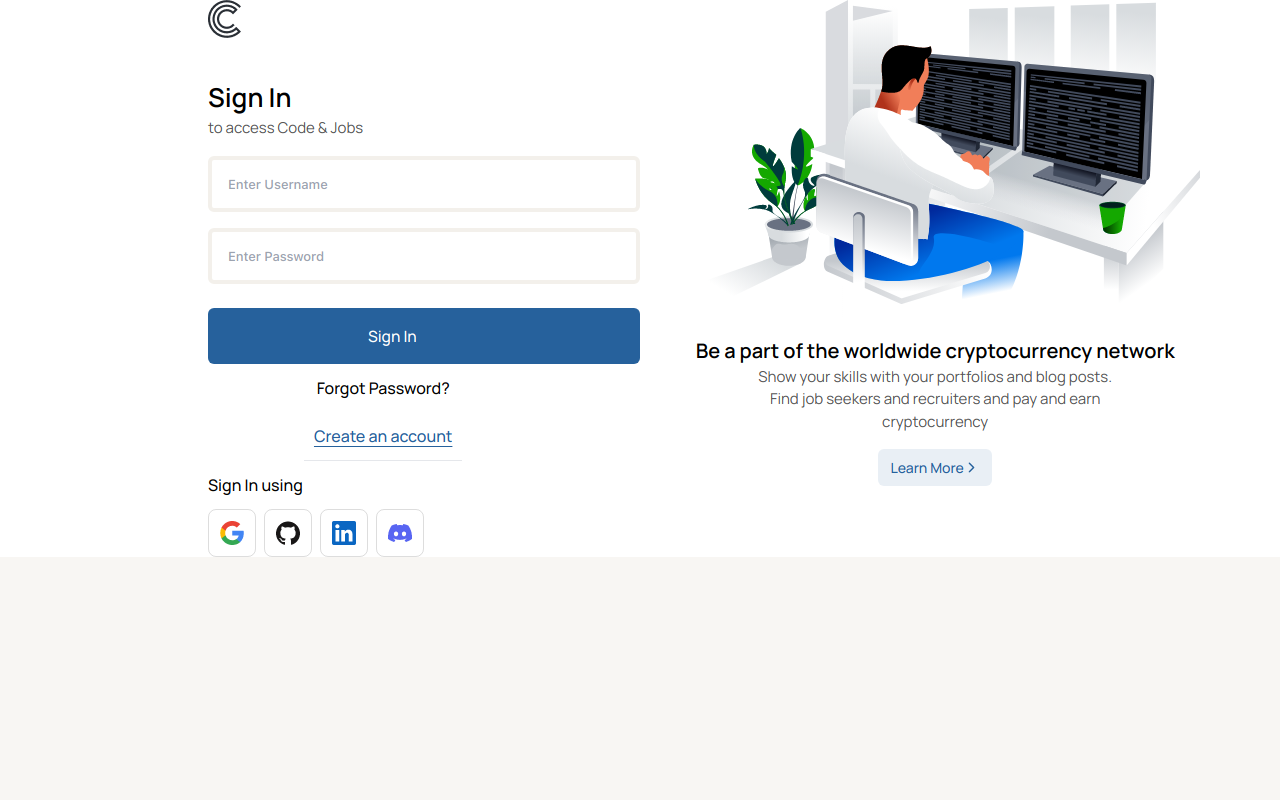 Sign In
to access Code & Jobs
Enter Username
Enter Password
Sign In
Forgot Password?
Create an account
Sign In using
Be a part of the worldwide cryptocurrency network
Show your skills with your portfolios and blog posts.
Find job seekers and recruiters and pay and earn
cryptocurrency
Learn More